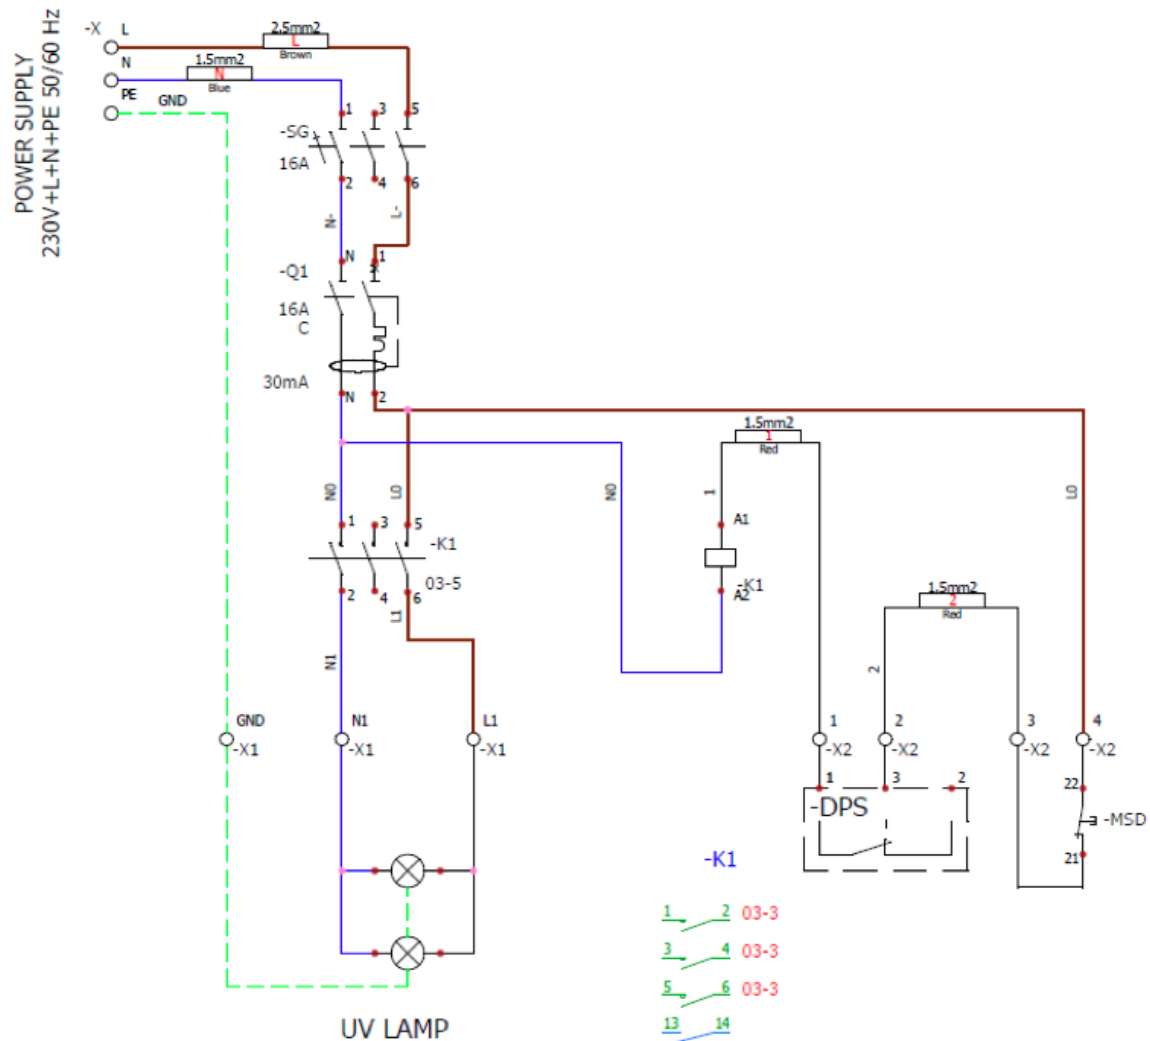 POWER SUPPLY
230V+L+N+PE 50/60 Hz
-X L
2.5mm2
L
Brown
N
1.5mm2
N
Blue
PE
GND
1 3 5
-SG
16A
2 4 6
N-
L-
N 1
-Q1
16A
C
30mA
N 2
1.5mm2
1
Red
N0
L0
N0
1
L0
1 3 5
-K1
A1
03-5
-K1
A2
2 4 6
1.5mm2
2
Red
L1
N1
2
GND
-X1
N1
-X1
L1
-X1
1
-X2
2
-X2
3
-X2
4
-X2
1 3 2
22
-DPS
-MSD
21
-K1
1 2 03-3
3 4 03-3
5 6 03-3
13 14
UV LAMP